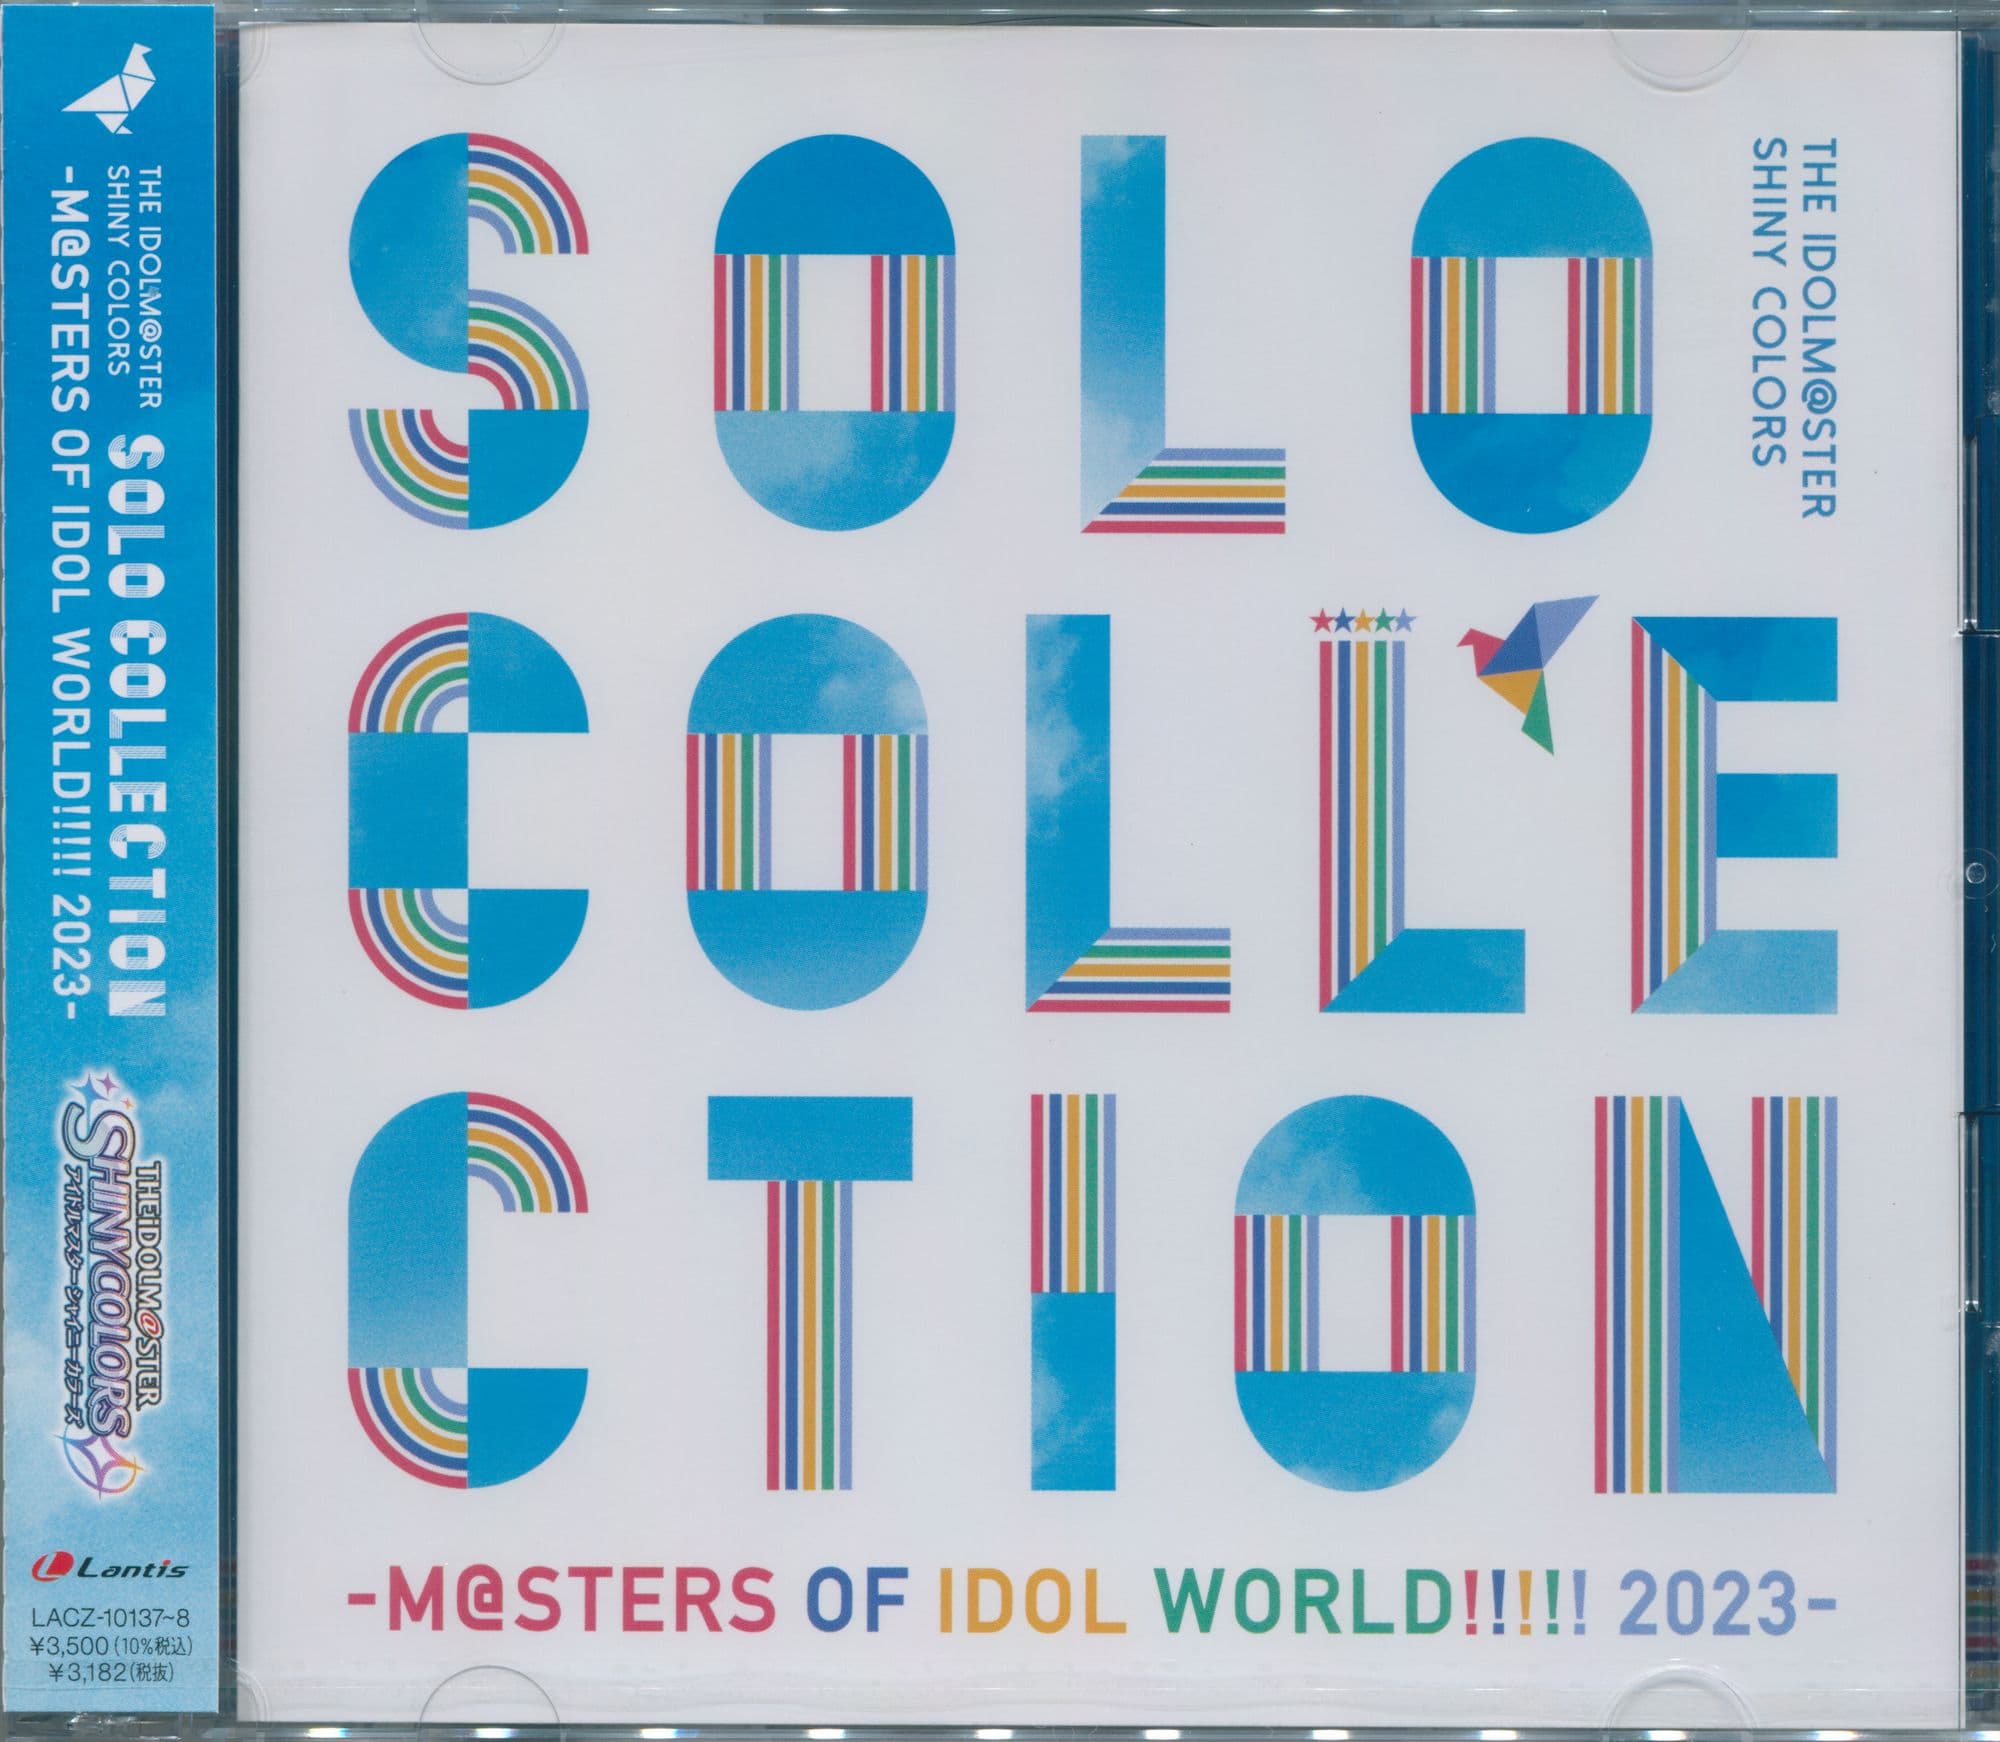 THE IDOLM@STER
SHINY COLORS
SOLO COLLECTION
-M@STERS OF IDOL WORLD!!!!! 2023-
THE IDOLM@STER
SHINYCOLORS
アイドルマスターシャイニーカラーズ
Lantis
LACZ-10137~8
¥3,500(10%税込)
¥3,182(税抜)
SOLO
COLLE
CTION
THE IDOLM@STER
SHINY COLORS
-M@STERS OF IDOL WORLD!!!!! 2023-